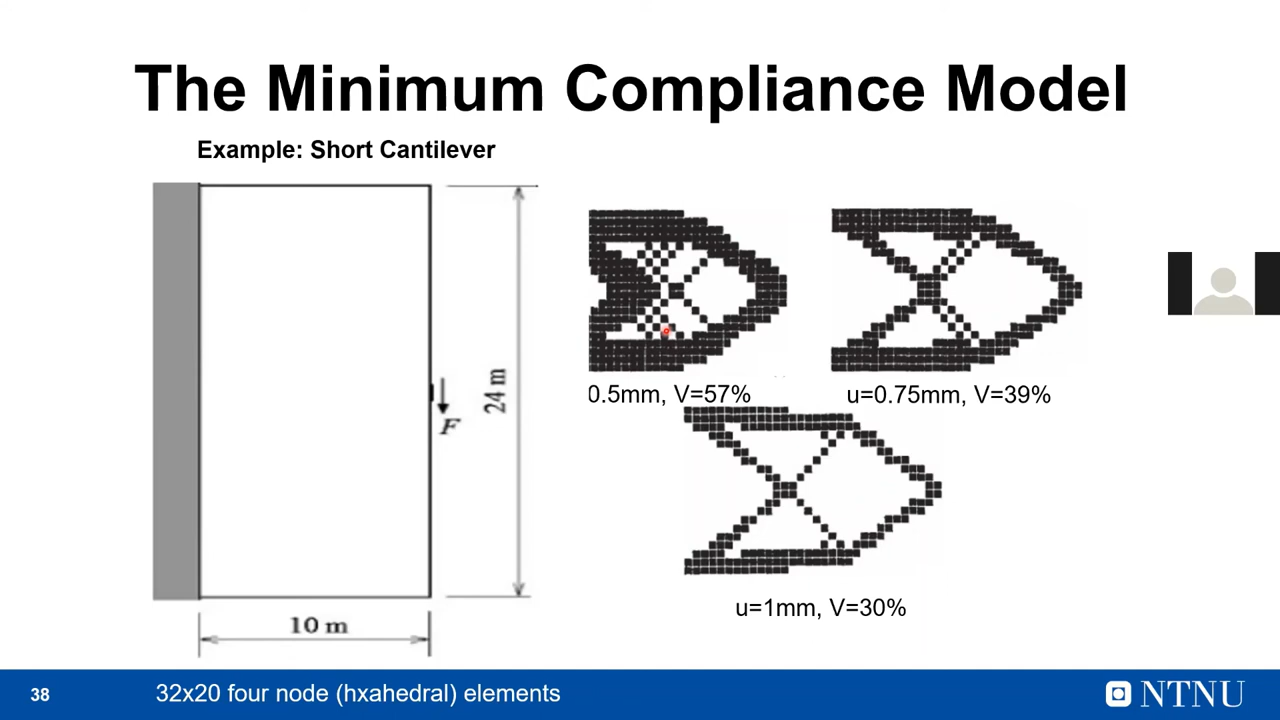 The Minimum Compliance Model
Example: Short Cantilever
24 m
F
10 m
0.5mm, V=57%
u=0.75mm, V=39%
u=1mm, V=30%
38
32x20 four node (hxahedral) elements
NTNU